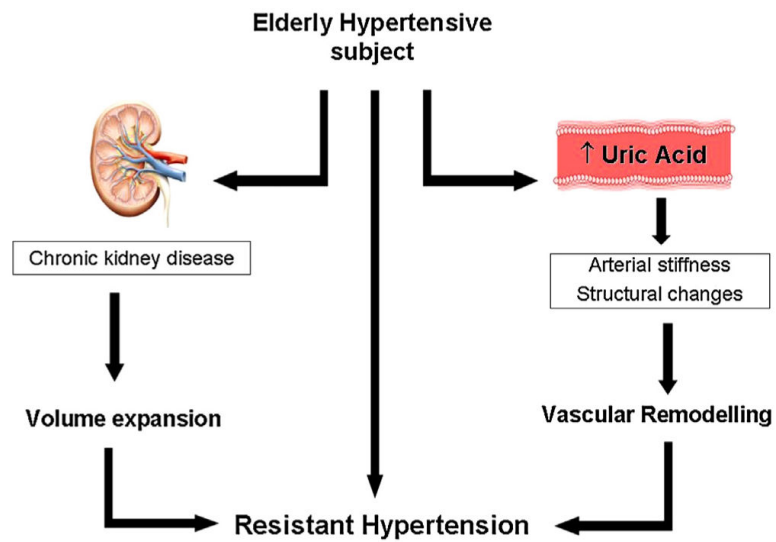 Elderly Hypertensive
subject
↑ Uric Acid
Chronic kidney disease
Arterial stiffness
Structural changes
Volume expansion
Vascular Remodelling
Resistant Hypertension